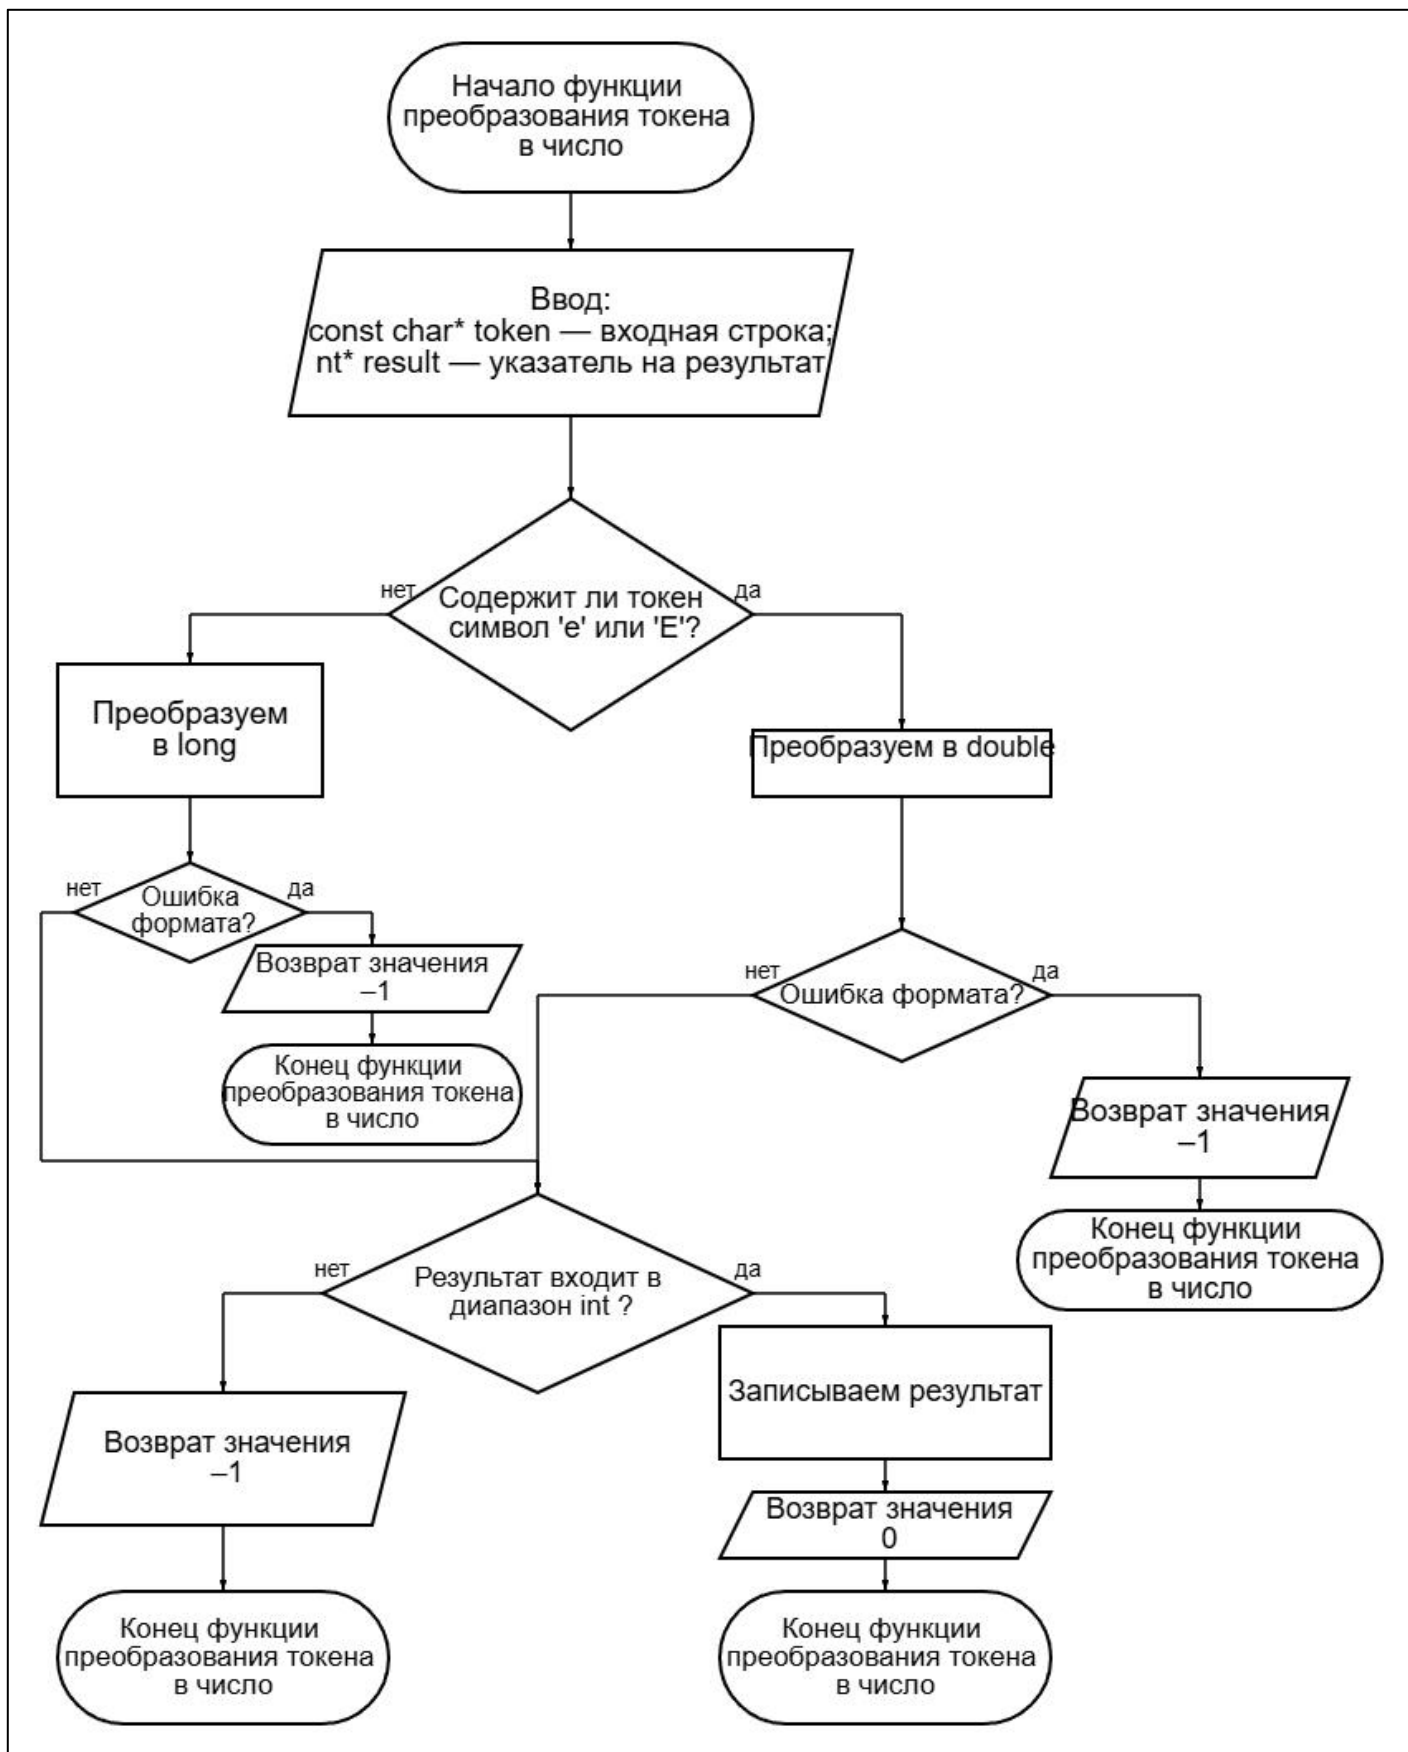 Начало функции
преобразования токена
в число
Ввод:
const char* token — входная строка;
nt* result — указатель на результат
нет
да
Содержит ли токен
символ 'e' или 'E'?
Преобразуем
в long
Преобразуем в double
нет
да
Ошибка
формата?
Возврат значения
–1
Конец функции
преобразования токена
в число
нет
да
Ошибка формата?
Возврат значения
–1
Конец функции
преобразования токена
в число
нет
да
Результат входит в
диапазон int ?
Записываем результат
Возврат значения
–1
Возврат значения
0
Конец функции
преобразования токена
в число
Конец функции
преобразования токена
в число